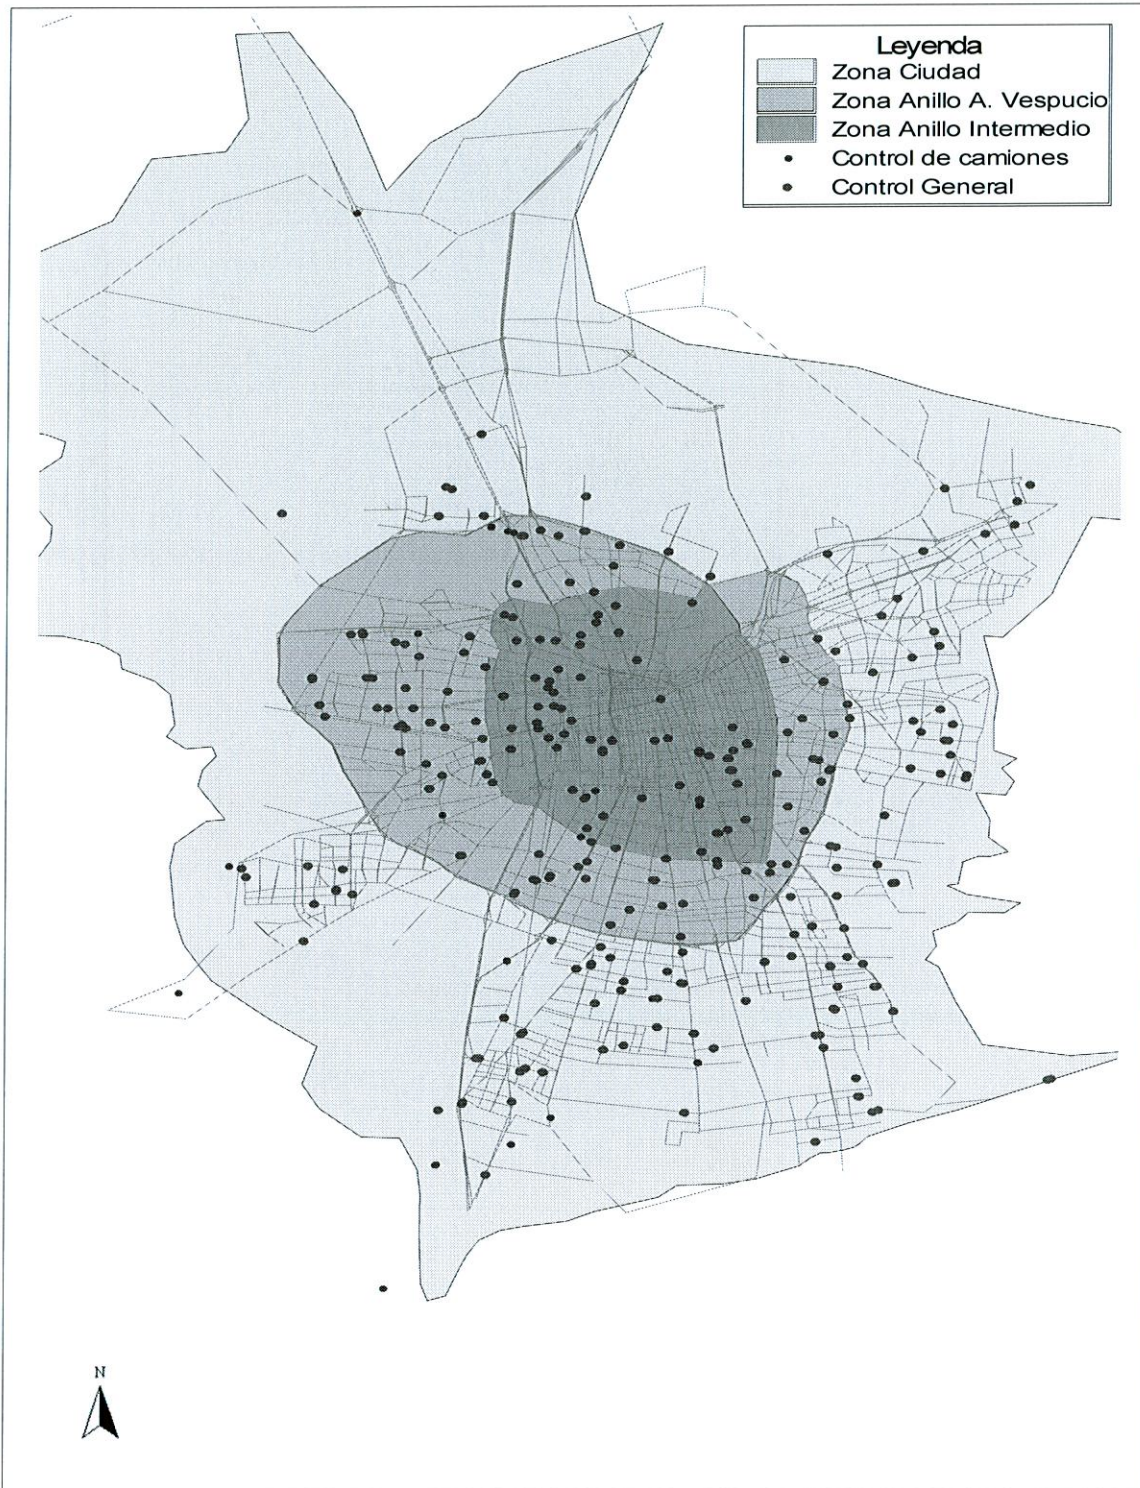 Leyenda
Zona Ciudad
Zona Anillo A. Vespucio
Zona Anillo Intermedio
Control de camiones
Control General
N